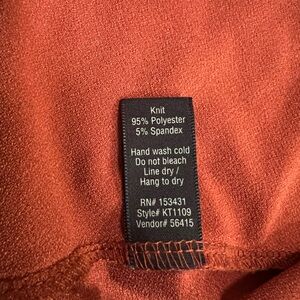 Knit
95% Polyester
5% Spandex
Hand wash cold
Do not bleach
Line dry /
Hang to dry
RN# 153431
Style# KT1109
Vendor# 56415